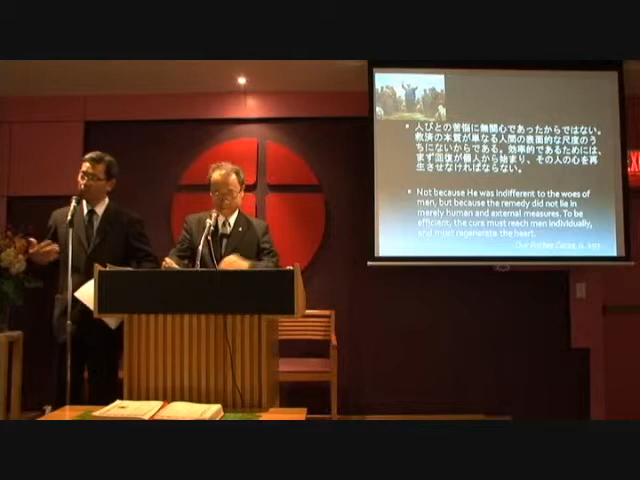 • 人びとの苦悩に無関心であったからではない。
救済の本質が単なる人間の表面的な尺度のう
ちにないからである。効率的であるためには、
まず回復が個人から始まり、その人の心を再
生させなければならない。
• Not because He was indifferent to the woes of
men, but because the remedy did not lie in
merely human and external measures. To be
efficient, the cure must reach men individually,
and must regenerate the heart.